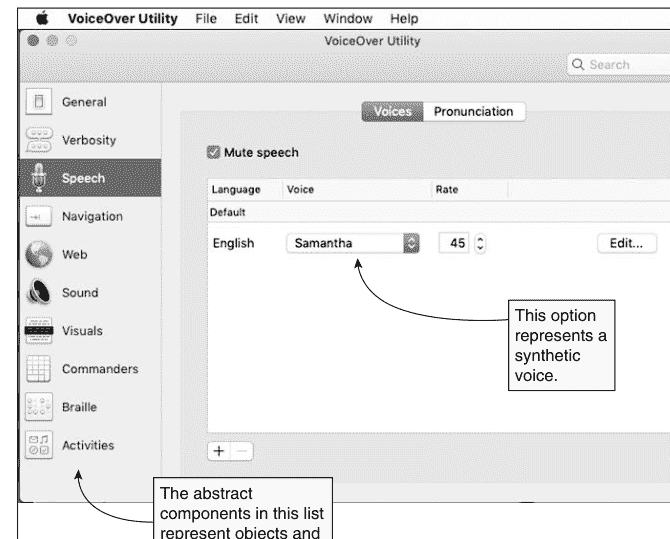 VoiceOver Utility File Edit View Window Help
VoiceOver Utility
Search
General
Voices Pronunciation
Verbosity
Mute speech
Speech
Language Voice Rate
Navigation
Default
English Samantha 45 Edit...
Web
Sound
This option
represents a
synthetic
voice.
Visuals
Commanders
Braille
Activities
+ −
The abstract
components in this list
represent objects and